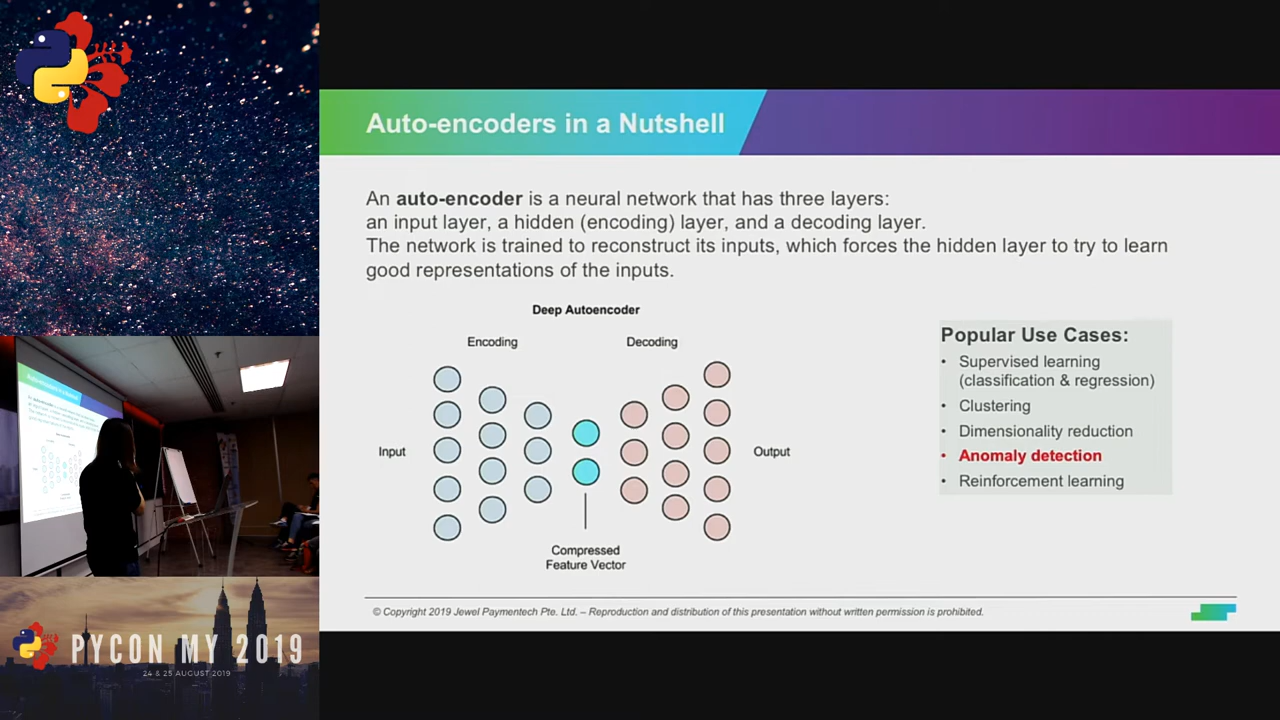 Auto-encoders in a Nutshell
An auto-encoder is a neural network that has three layers:
an input layer, a hidden (encoding) layer, and a decoding layer.
The network is trained to reconstruct its inputs, which forces the hidden layer to try to learn
good representations of the inputs.
Deep Autoencoder
Encoding
Decoding
Input
Output
Compressed
Feature Vector
Popular Use Cases:
• Supervised learning
(classification & regression)
• Clustering
• Dimensionality reduction
• Anomaly detection
• Reinforcement learning
© Copyright 2019 Jewel Paymentech Pte. Ltd. – Reproduction and distribution of this presentation without written permission is prohibited.
Auto-encoders in a Nutshell
PYCON MY 2019
24 & 25 AUGUST 2019